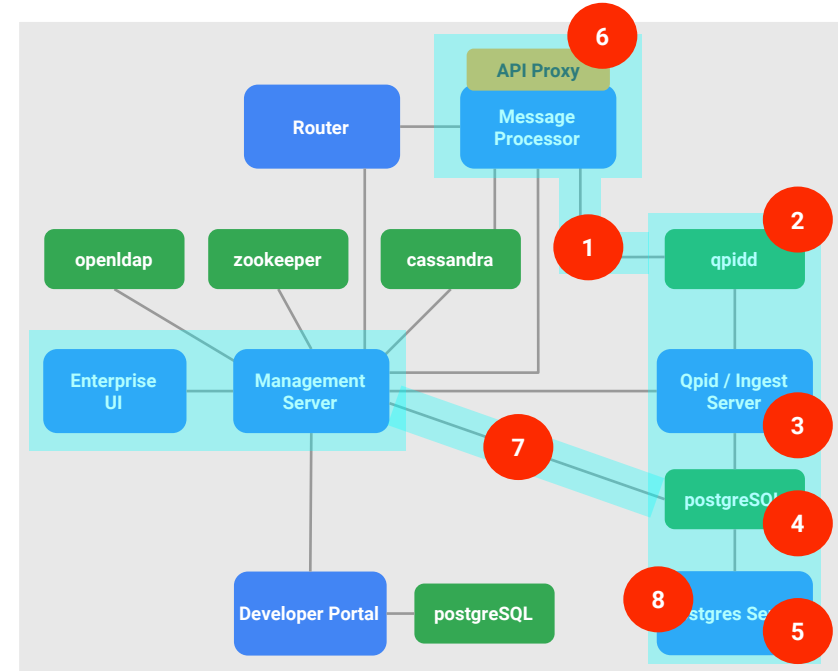 6
API Proxy
Message
Processor
Router
2
1
openldap
zookeeper
cassandra
qpidd
Enterprise
UI
Management
Server
Qpid / Ingest
Server
3
7
4
8
5
Developer Portal
postgreSQL